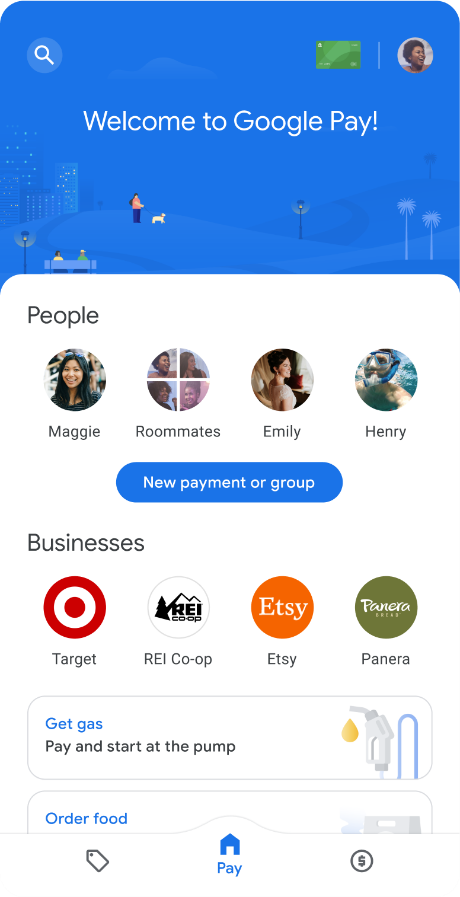 Welcome to Google Pay!
People
Maggie
Roommates
Emily
Henry
New payment or group
Businesses
REI
co-op
Etsy
Panera
BREAD
Target
REI Co-op
Etsy
Panera
Get gas
Pay and start at the pump
Order food
Pay